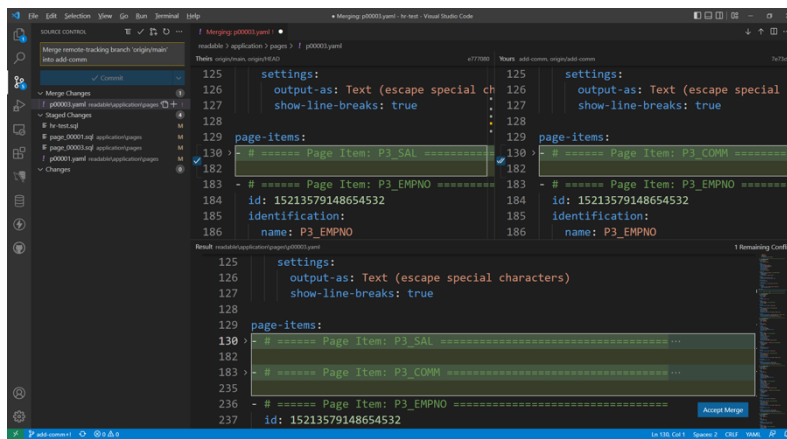 File Edit Selection View Go Run Terminal Help
• Merging: p00003.yaml - hr-test - Visual Studio Code
SOURCE CONTROL
Merge remote-tracking branch 'origin/main'
into add-comm
✓ Commit
Merge Changes 1
! p00003.yaml readable\application\pages
Staged Changes 4
hr-test.sql M
page_00001.sql application\pages M
page_00003.sql application\pages M
! p00001.yaml readable\application\pages M
Changes 0
! Merging: p00003.yaml ! ●
readable > application > pages > ! p00003.yaml
Theirs origin/main, origin/HEAD e777080
125 settings:
126 output-as: Text (escape special ch
127 show-line-breaks: true
128
129 page-items:
130 > - # ====== Page Item: P3_SAL ==========
182
183 - # ====== Page Item: P3_EMPNO =========
184 id: 15213579148654532
185 identification:
186 name: P3_EMPNO
Yours add-comm, origin/add-comm
125 settings:
126 output-as: Text (escape special
127 show-line-breaks: true
128
129 page-items:
130 > - # ====== Page Item: P3_COMM =======
182
183 - # ====== Page Item: P3_EMPNO ======
184 id: 15213579148654532
185 identification:
186 name: P3_EMPNO
Result readable\application\pages\p00003.yaml 1 Remaining Confli
125 settings:
126 output-as: Text (escape special characters)
127 show-line-breaks: true
128
129 page-items:
130 > - # ====== Page Item: P3_SAL ================================== ...
182
183 > - # ====== Page Item: P3_COMM ================================= ...
235
236 - # ====== Page Item: P3_EMPNO ================================
237 id: 15213579148654532
Accept Merge
add-comm+! 0 0
Ln 130, Col 1 Spaces: 2 CRLF YAML